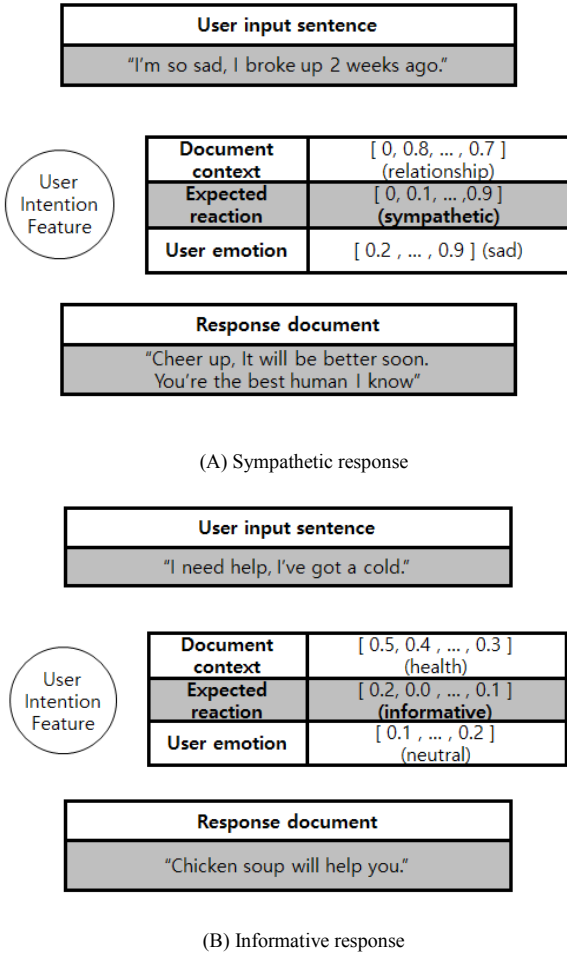 User input sentence
“I’m so sad, I broke up 2 weeks ago.”
User
Intention
Feature
Document
context
[ 0, 0.8, ... , 0.7 ]
(relationship)
Expected
reaction
[ 0, 0.1, ... ,0.9 ]
(sympathetic)
User emotion
[ 0.2 , ... , 0.9 ] (sad)
Response document
“Cheer up, It will be better soon.
You’re the best human I know”
(A) Sympathetic response
User input sentence
“I need help, I’ve got a cold.”
User
Intention
Feature
Document
context
[ 0.5, 0.4 , ... , 0.3 ]
(health)
Expected
reaction
[ 0.2, 0.0 , ... , 0.1 ]
(informative)
User emotion
[ 0.1 , ... , 0.2 ]
(neutral)
Response document
“Chicken soup will help you.”
(B) Informative response